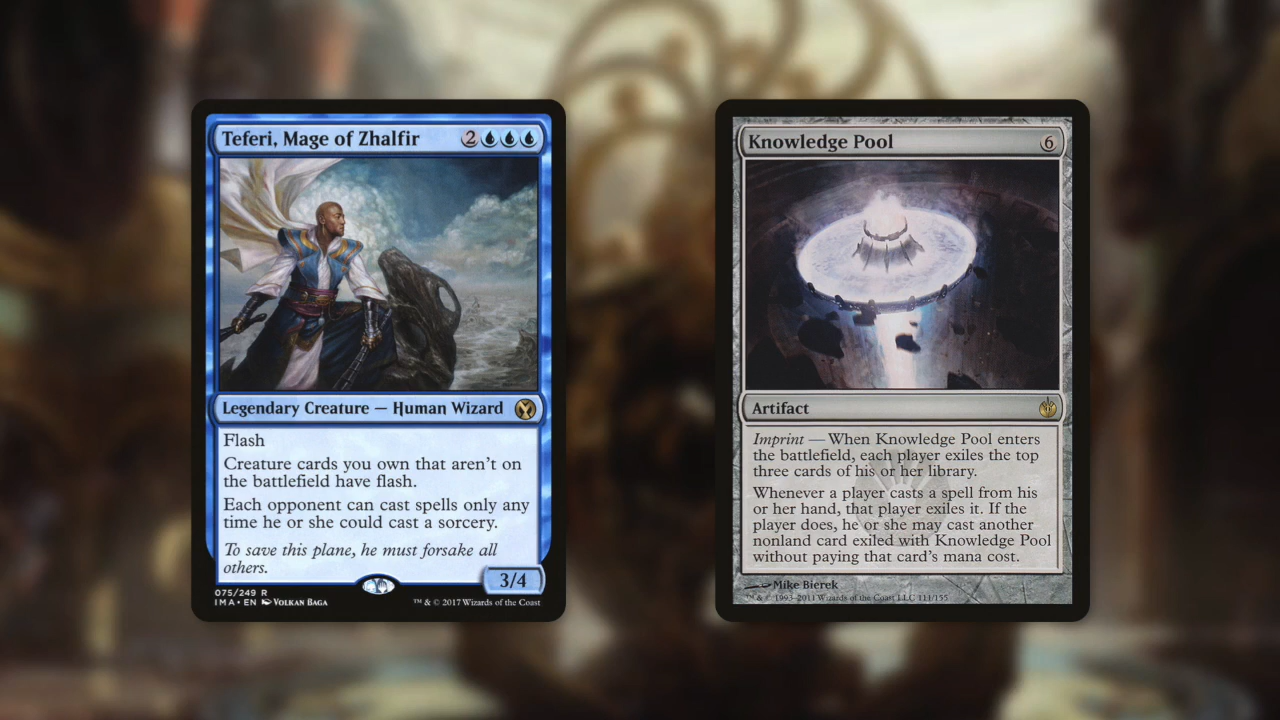 Teferi, Mage of Zhalfir 2
Legendary Creature — Human Wizard
Flash
Creature cards you own that aren't on
the battlefield have flash.
Each opponent can cast spells only any
time he or she could cast a sorcery.
To save this plane, he must forsake all
others.
3/4
075/249 R
IMA • EN Volkan Baga
™ & © 2017 Wizards of the Coast
Knowledge Pool 6
Artifact
Imprint — When Knowledge Pool enters
the battlefield, each player exiles the top
three cards of his or her library.
Whenever a player casts a spell from his
or her hand, that player exiles it. If the
player does, he or she may cast another
nonland card exiled with Knowledge Pool
without paying that card's mana cost.
Mike Bierek
™ & © 1993–2011 Wizards of the Coast LLC 111/155